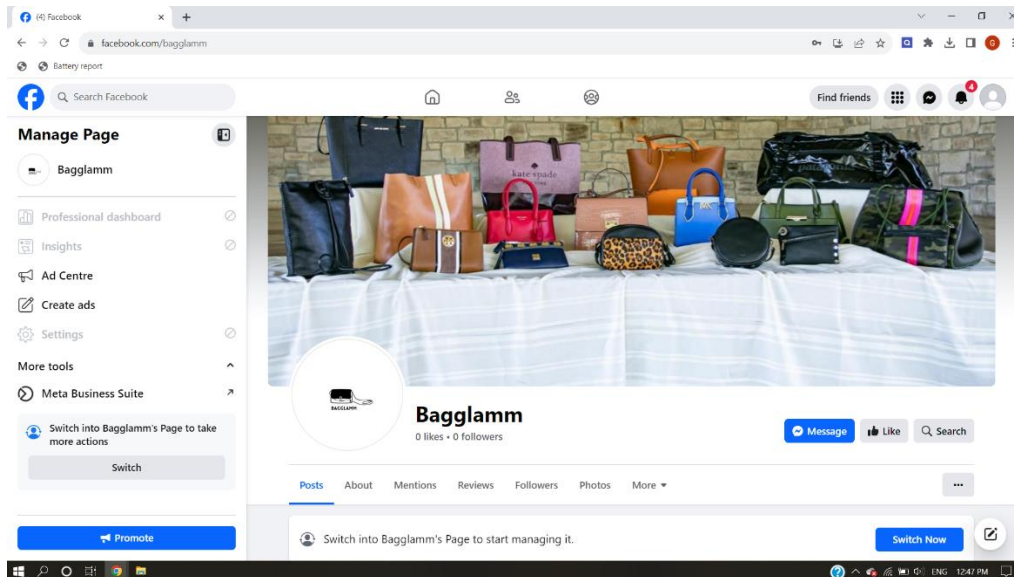 (4) Facebook
facebook.com/bagglamm
Battery report
Search Facebook
Find friends
4
G
Manage Page
Bagglamm
Professional dashboard
Insights
Ad Centre
Create ads
Settings
More tools
Meta Business Suite
Switch into Bagglamm's Page to take
more actions
Switch
Promote
kate spade
BAGGLAMM
Bagglamm
0 likes • 0 followers
Message
Like
Search
Posts About Mentions Reviews Followers Photos More
Switch into Bagglamm's Page to start managing it.
Switch Now
ENG 12:47 PM